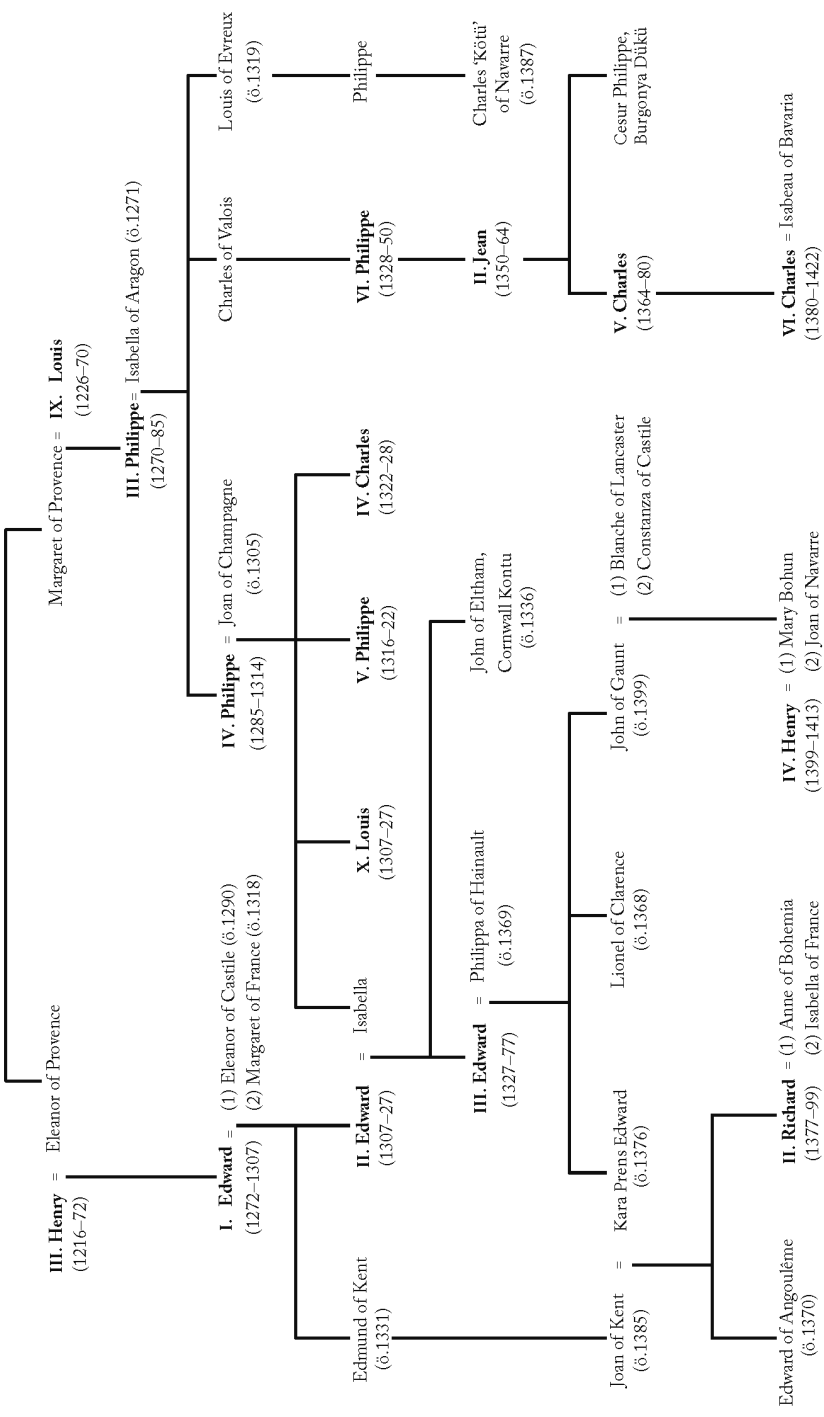 III. Henry = Eleanor of Provence
(1216–72)
Margaret of Provence = IX. Louis
(1226–70)
III. Philippe = Isabella of Aragon (ö.1271)
(1270–85)
I. Edward = (1) Eleanor of Castile (ö.1290)
(1272–1307) (2) Margaret of France (ö.1318)
IV. Philippe = Joan of Champagne
(1285–1314) (ö.1305)
Charles of Valois
Louis of Evreux
(ö.1319)
Edmund of Kent
(ö.1331)
II. Edward = Isabella
(1307–27)
X. Louis
(1307–27)
V. Philippe
(1316–22)
IV. Charles
(1322–28)
VI. Philippe
(1328–50)
Philippe
III. Edward = Philippa of Hainault
(1327–77) (ö.1369)
John of Eltham,
Cornwall Kontu
(ö.1336)
II. Jean
(1350–64)
Charles ‘Kötü’
of Navarre
(ö.1387)
Joan of Kent = Kara Prens Edward
(ö.1385) (ö.1376)
Lionel of Clarence
(ö.1368)
John of Gaunt = (1) Blanche of Lancaster
(ö.1399) (2) Constanza of Castile
V. Charles
(1364–80)
Cesur Philippe,
Burgonya Dükü
Edward of Angoulême
(ö.1370)
II. Richard = (1) Anne of Bohemia
(1377–99) (2) Isabella of France
IV. Henry = (1) Mary Bohun
(1399–1413) (2) Joan of Navarre
VI. Charles = Isabeau of Bavaria
(1380–1422)